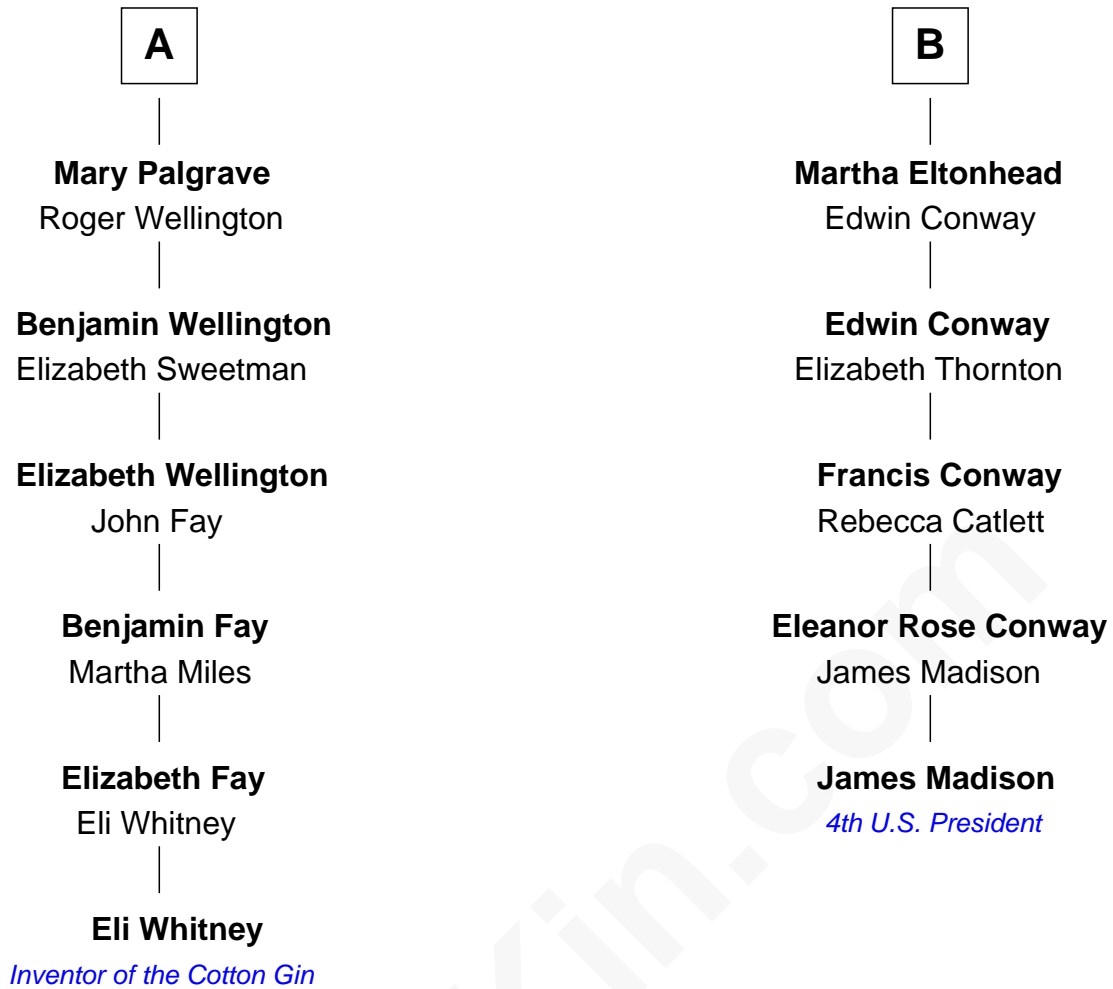 A
Mary Palgrave
Roger Wellington
Benjamin Wellington
Elizabeth Sweetman
Elizabeth Wellington
John Fay
Benjamin Fay
Martha Miles
Elizabeth Fay
Eli Whitney
Eli Whitney
Inventor of the Cotton Gin
B
Martha Eltonhead
Edwin Conway
Edwin Conway
Elizabeth Thornton
Francis Conway
Rebecca Catlett
Eleanor Rose Conway
James Madison
James Madison
4th U.S. President
Kin.com